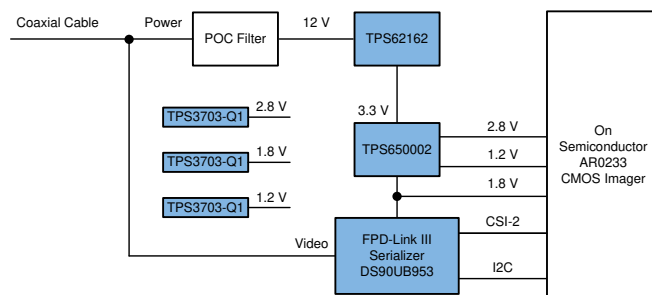 Coaxial Cable
Power
POC Filter
12 V
TPS62162
3.3 V
TPS3703-Q1
2.8 V
TPS3703-Q1
1.8 V
TPS3703-Q1
1.2 V
TPS650002
2.8 V
1.2 V
1.8 V
On
Semiconductor
AR0233
CMOS Imager
Video
FPD-Link III
Serializer
DS90UB953
CSI-2
I2C